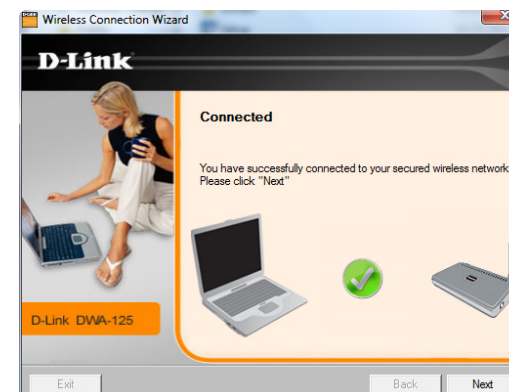 Wireless Connection Wizard
D-Link
Connected
You have successfully connected to your secured wireless network
Please click "Next"
D-Link DWA-125
Exit
Back
Next